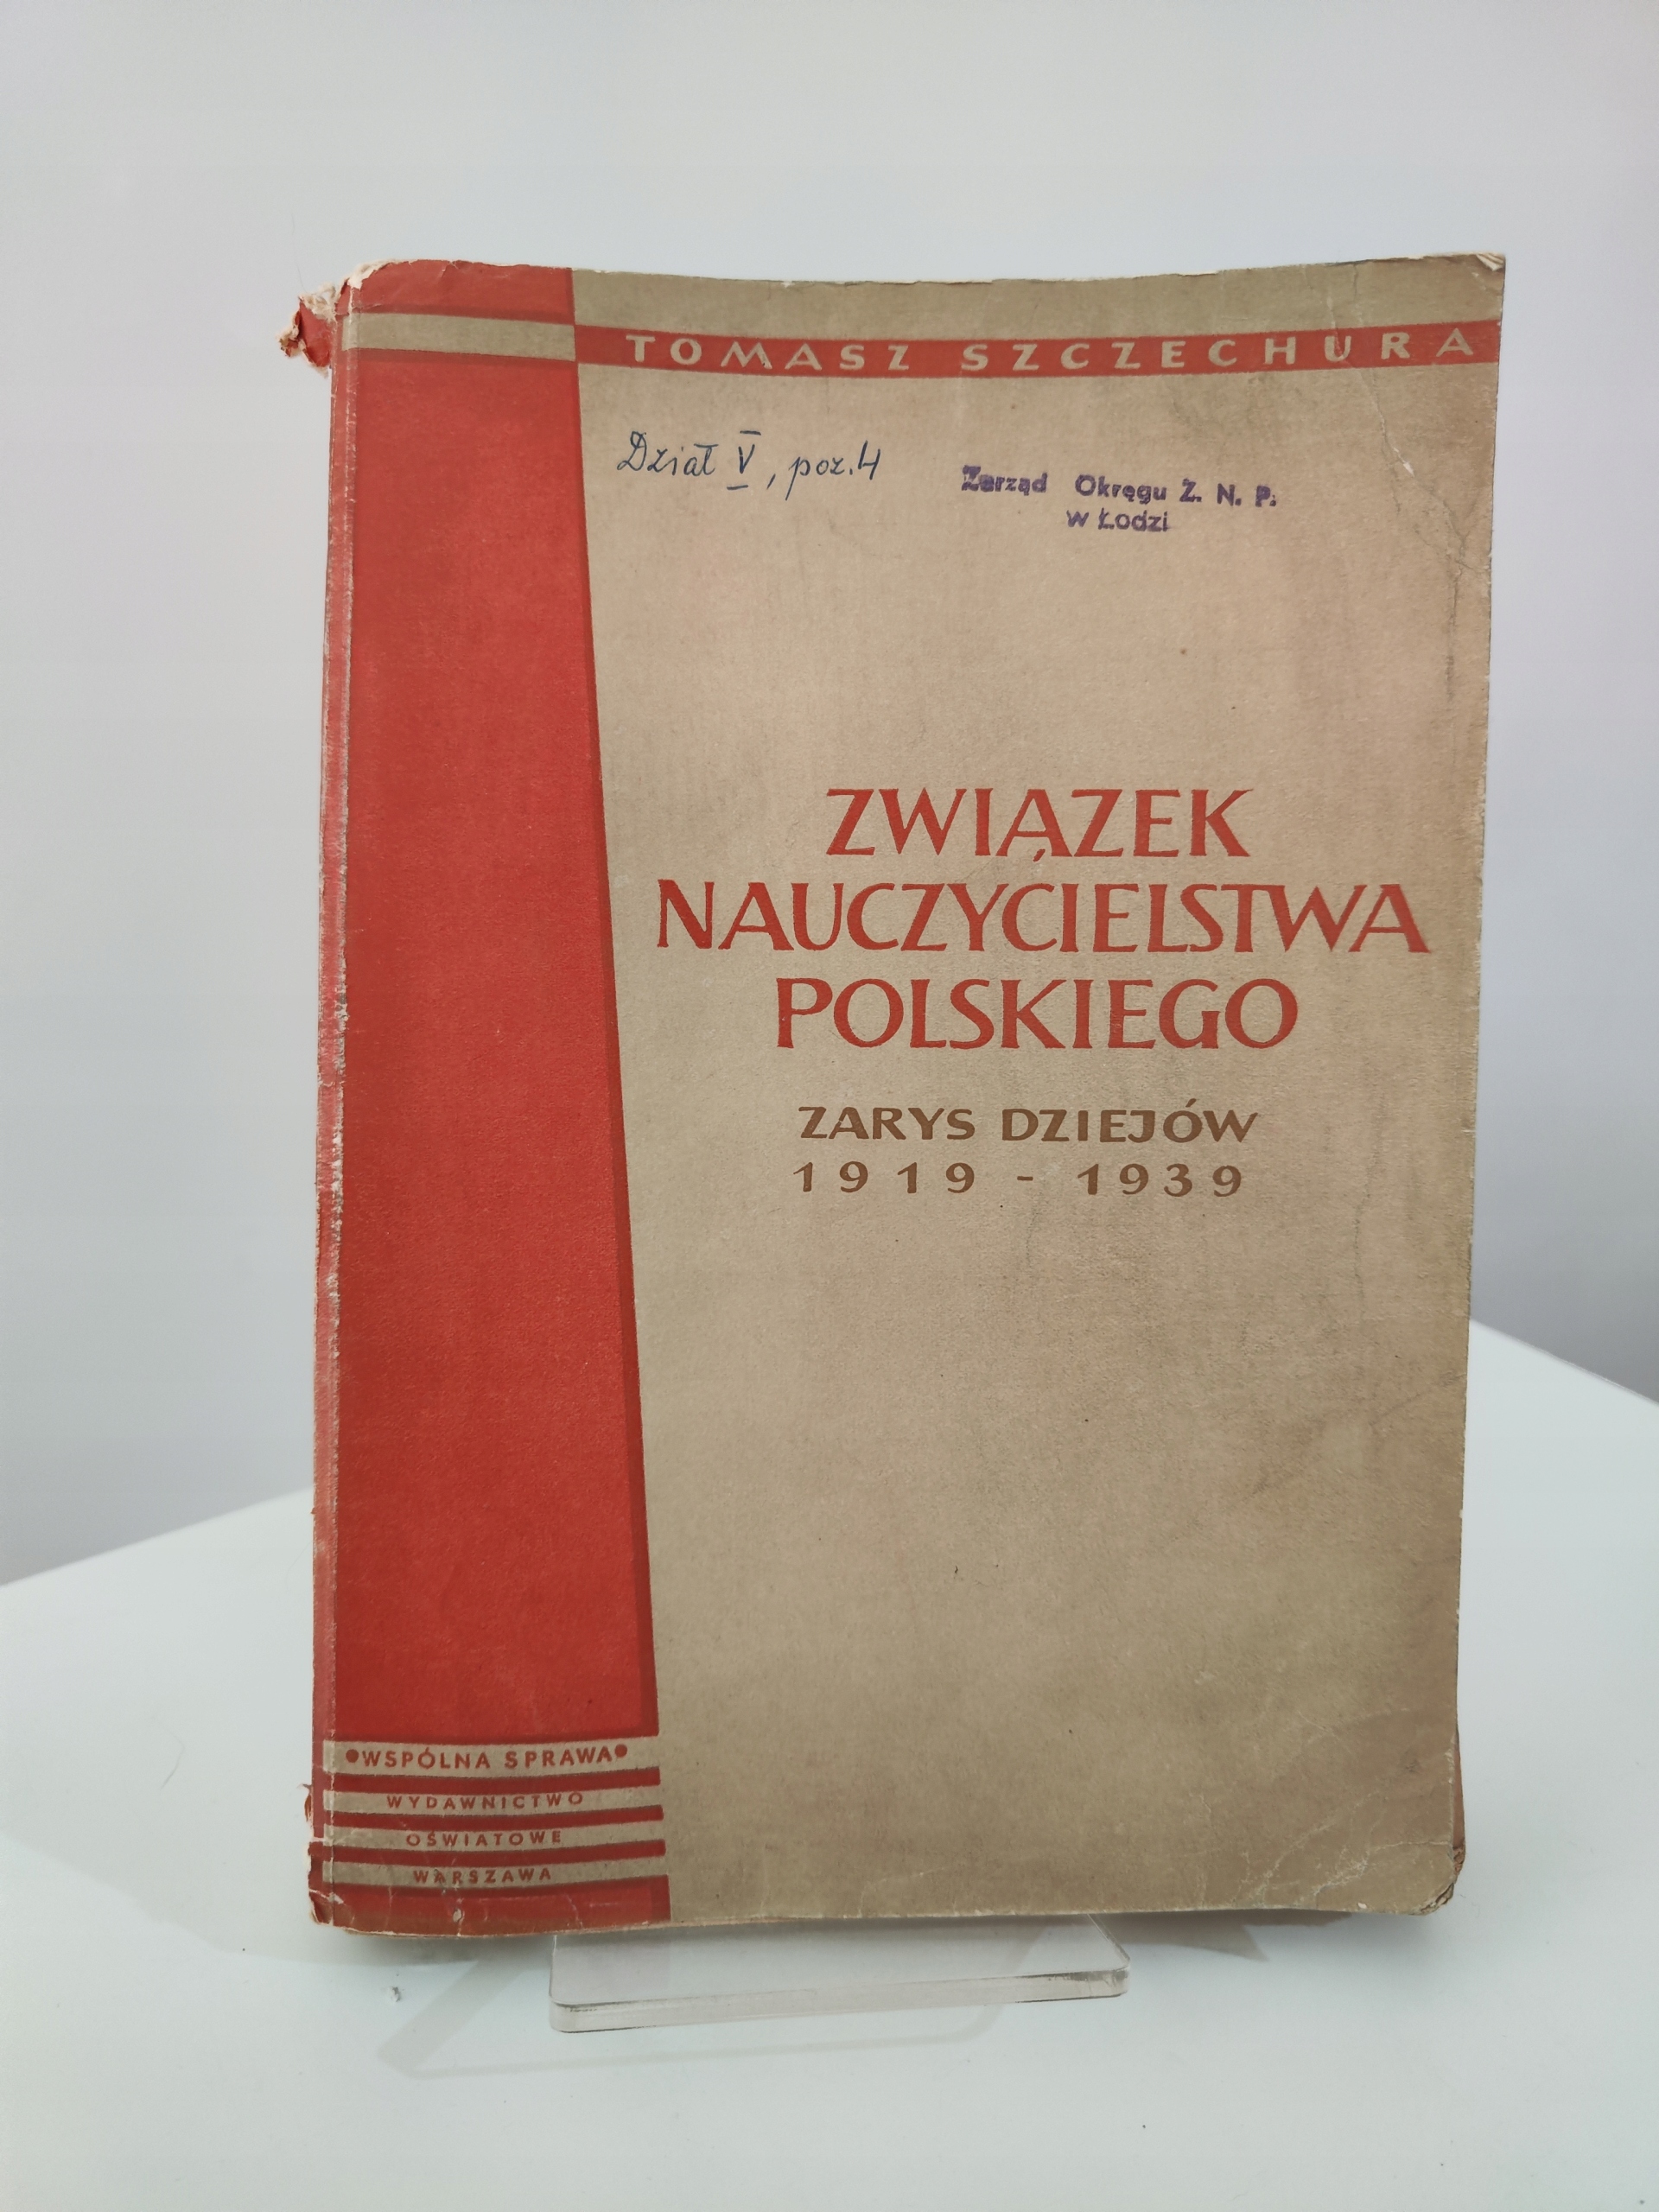 TOMASZ SZCZECHURA
Dział V, poz. 4
Zarząd Okręgu Z. N. P.
w Łodzi
ZWIĄZEK
NAUCZYCIELSTWA
POLSKIEGO
ZARYS DZIEJÓW
1919 - 1939
•WSPÓLNA SPRAWA•
WYDAWNICTWO
OŚWIATOWE
WARSZAWA